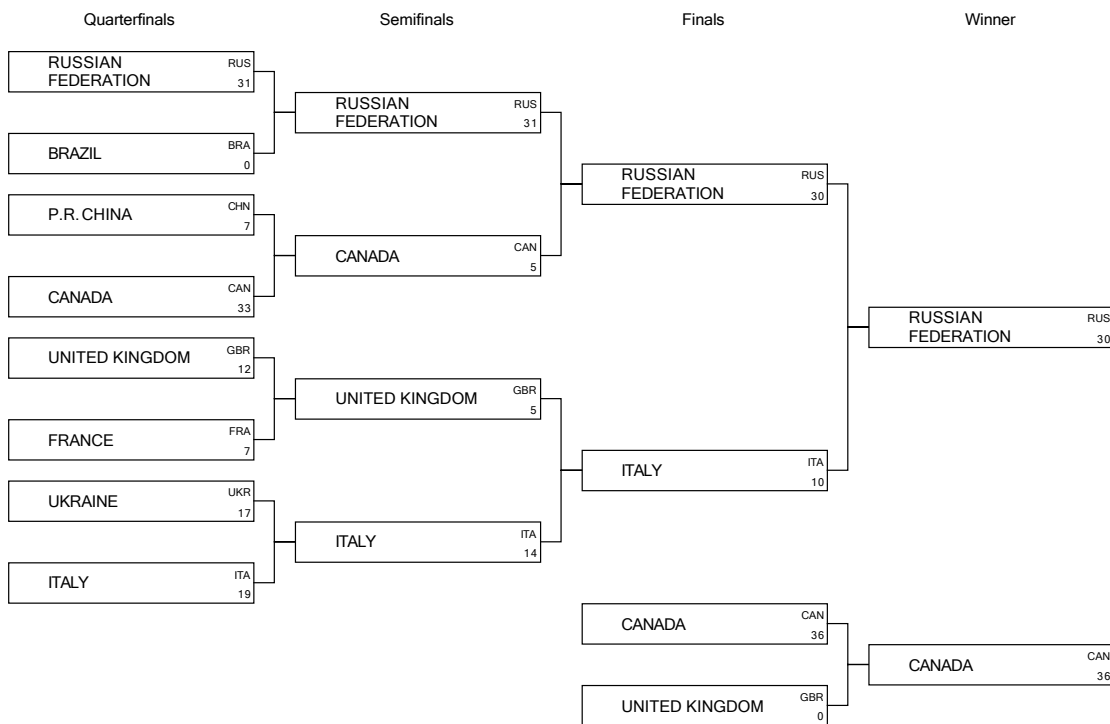 Quarterfinals Semifinals Finals Winner
RUSSIAN
FEDERATION
RUS
31
BRAZIL
BRA
0
P.R. CHINA
CHN
7
CANADA
CAN
33
UNITED KINGDOM
GBR
12
FRANCE
FRA
7
UKRAINE
UKR
17
ITALY
ITA
19
RUSSIAN
FEDERATION
RUS
31
CANADA
CAN
5
UNITED KINGDOM
GBR
5
ITALY
ITA
14
RUSSIAN
FEDERATION
RUS
30
ITALY
ITA
10
CANADA
CAN
36
UNITED KINGDOM
GBR
0
RUSSIAN
FEDERATION
RUS
30
CANADA
CAN
36